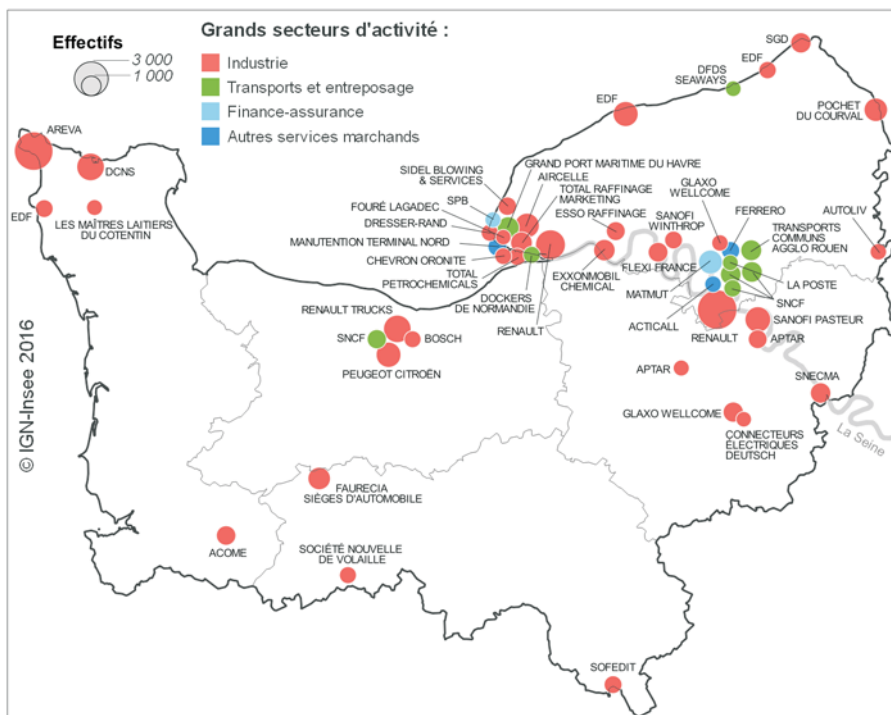 Grands secteurs d'activité :
Effectifs
3 000
1 000
Industrie
Transports et entreposage
Finance-assurance
Autres services marchands
SGD
EDF
DFDS
SEAWAYS
EDF
POCHET
DU COURVAL
AREVA
DCNS
EDF
LES MAÎTRES LAITIERS
DU COTENTIN
GRAND PORT MARITIME DU HAVRE
SIDEL BLOWING
& SERVICES
AIRCELLE
SPB
TOTAL RAFFINAGE
MARKETING
FOURÉ LAGADEC
DRESSER-RAND
ESSO RAFFINAGE
MANUTENTION TERMINAL NORD
CHEVRON ORONITE
TOTAL
PETROCHEMICALS
EXXONMOBIL
CHEMICAL
DOCKERS
DE NORMANDIE
RENAULT
GLAXO
WELLCOME
SANOFI
WINTHROP
FERRERO
TRANSPORTS
COMMUNS
AGGLO ROUEN
AUTOLIV
FLEXI FRANCE
LA POSTE
MATMUT
SNCF
ACTICALL
RENAULT
SANOFI PASTEUR
APTAR
RENAULT TRUCKS
SNCF
BOSCH
PEUGEOT CITROËN
APTAR
SNECMA
GLAXO WELLCOME
CONNECTEURS
ÉLECTRIQUES
DEUTSCH
La Seine
FAURECIA
SIÈGES D'AUTOMOBILE
ACOME
SOCIÉTÉ NOUVELLE
DE VOLAILLE
SOFEDIT
© IGN-Insee 2016